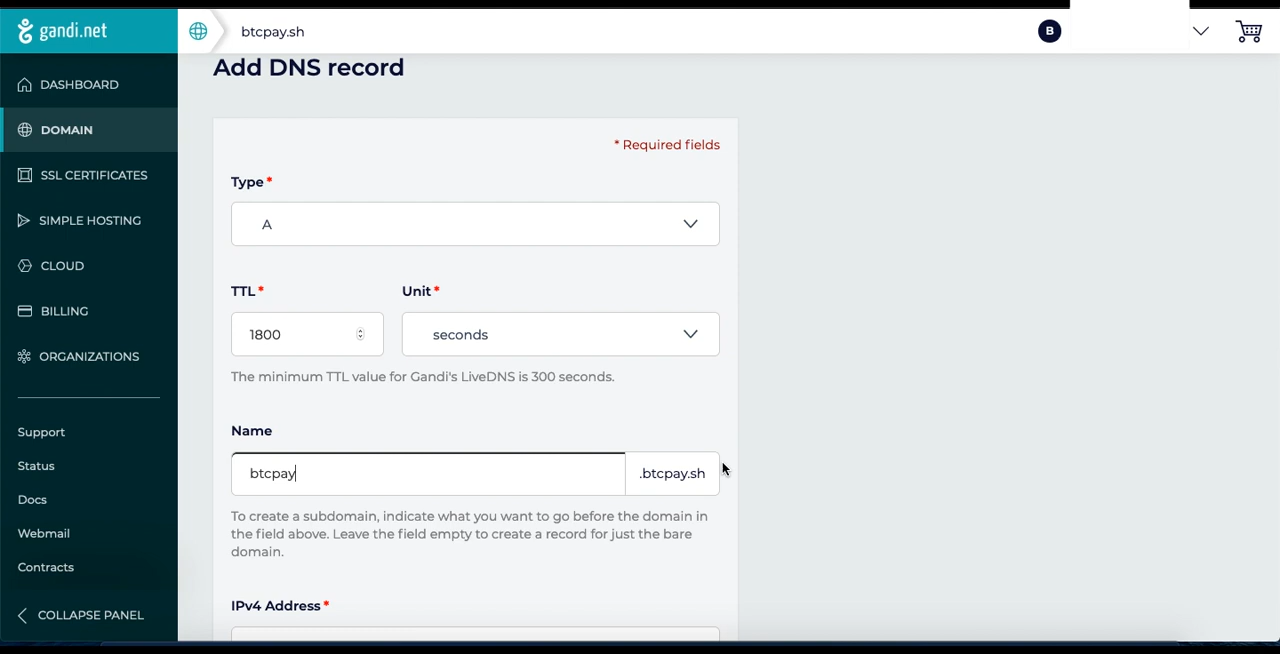 gandi.net
btcpay.sh
B
DASHBOARD
DOMAIN
SSL CERTIFICATES
SIMPLE HOSTING
CLOUD
BILLING
ORGANIZATIONS
Support
Status
Docs
Webmail
Contracts
COLLAPSE PANEL
Add DNS record
* Required fields
Type *
A
TTL * Unit *
1800 seconds
The minimum TTL value for Gandi's LiveDNS is 300 seconds.
Name
btcpay .btcpay.sh
To create a subdomain, indicate what you want to go before the domain in
the field above. Leave the field empty to create a record for just the bare
domain.
IPv4 Address *